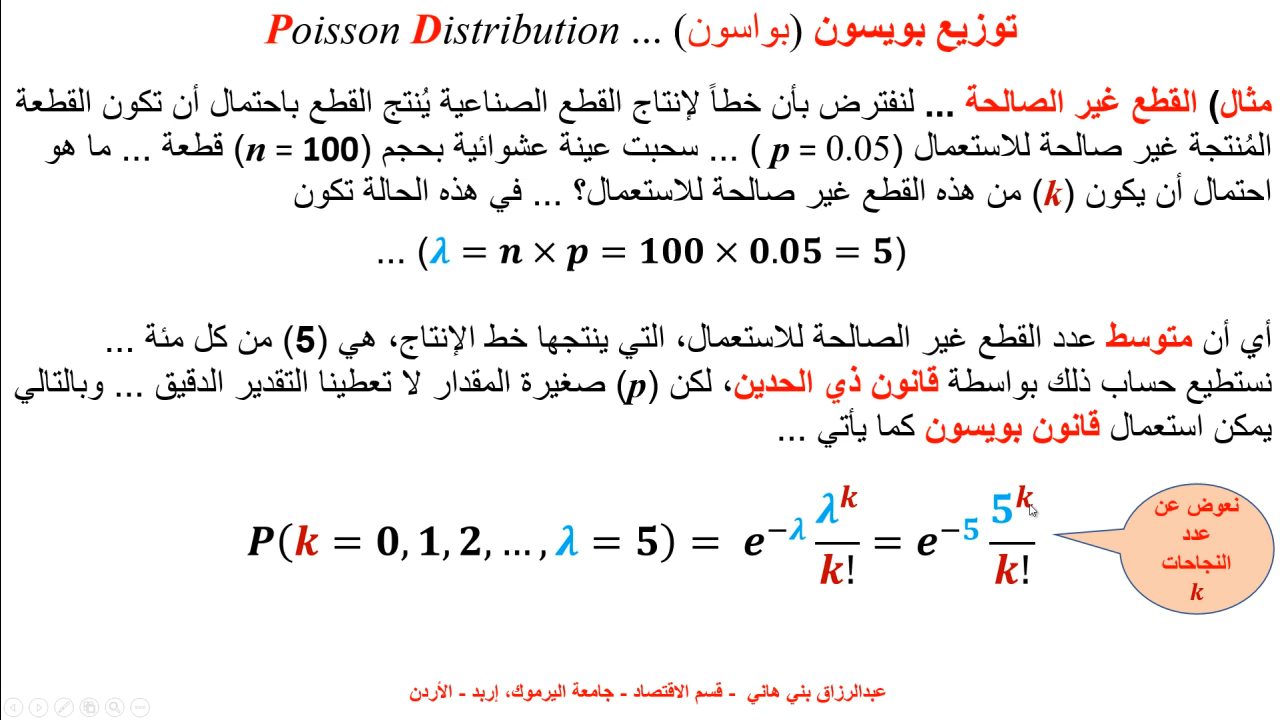 توزيع بويسون (بواسون) ... Poisson Distribution
مثال) القطع غير الصالحة ... لنفترض بأن خطاً لإنتاج القطع الصناعية يُنتج القطع باحتمال أن تكون القطعة
المُنتجة غير صالحة للاستعمال (p = 0.05) ... سحبت عينة عشوائية بحجم (n = 100) قطعة ... ما هو
احتمال أن يكون (k) من هذه القطع غير صالحة للاستعمال؟ ... في هذه الحالة تكون
... (λ = n × p = 100 × 0.05 = 5)
أي أن متوسط عدد القطع غير الصالحة للاستعمال، التي ينتجها خط الإنتاج، هي (5) من كل مئة ...
نستطيع حساب ذلك بواسطة قانون ذي الحدين، لكن (p) صغيرة المقدار لا تعطينا التقدير الدقيق ... وبالتالي
يمكن استعمال قانون بويسون كما يأتي ...
P(k = 0, 1, 2, ..., λ = 5) = e^−λ λ^k / k! = e^−5 5^k / k!
نعوض عن
عدد
النجاحات
k
عبدالرزاق بني هاني - قسم الاقتصاد - جامعة اليرموك، إربد - الأردن